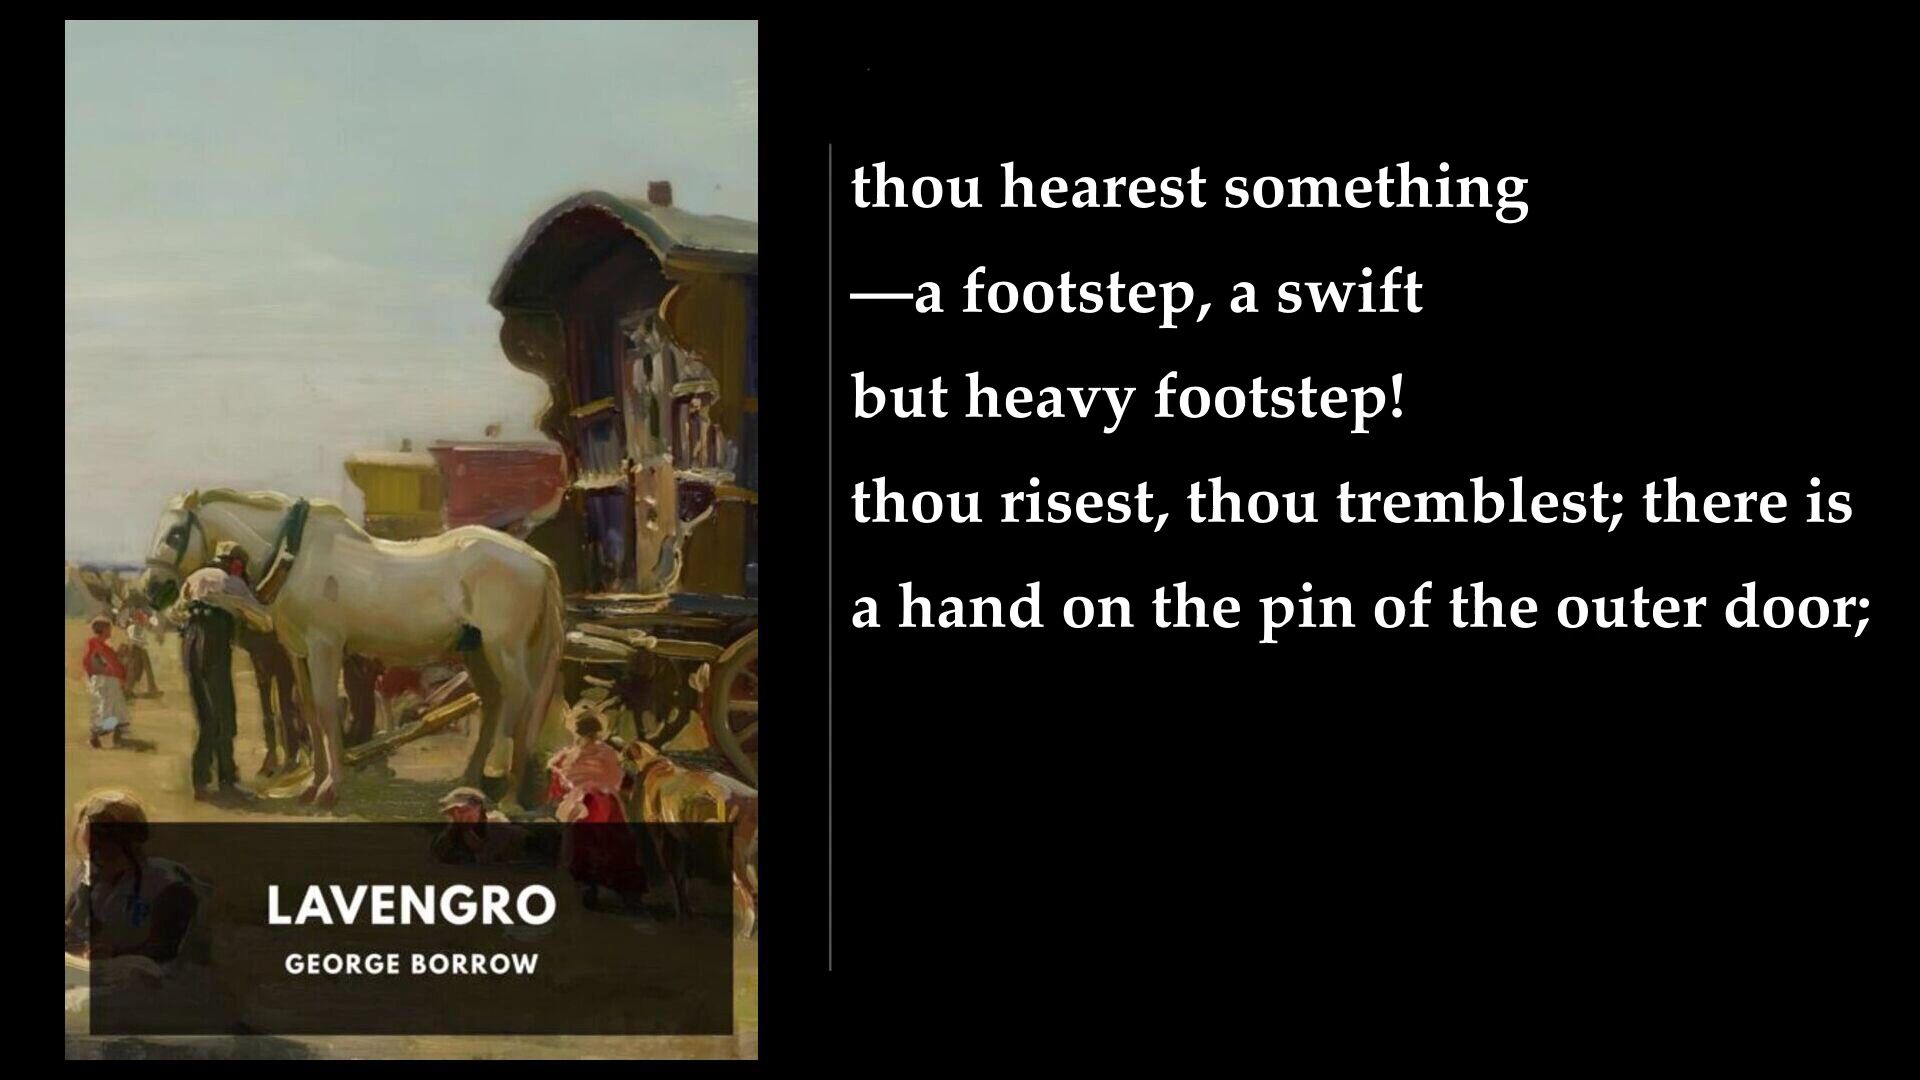 thou hearest something
—a footstep, a swift
but heavy footstep!
thou risest, thou tremblest; there is
a hand on the pin of the outer door;
LAVENGRO
GEORGE BORROW